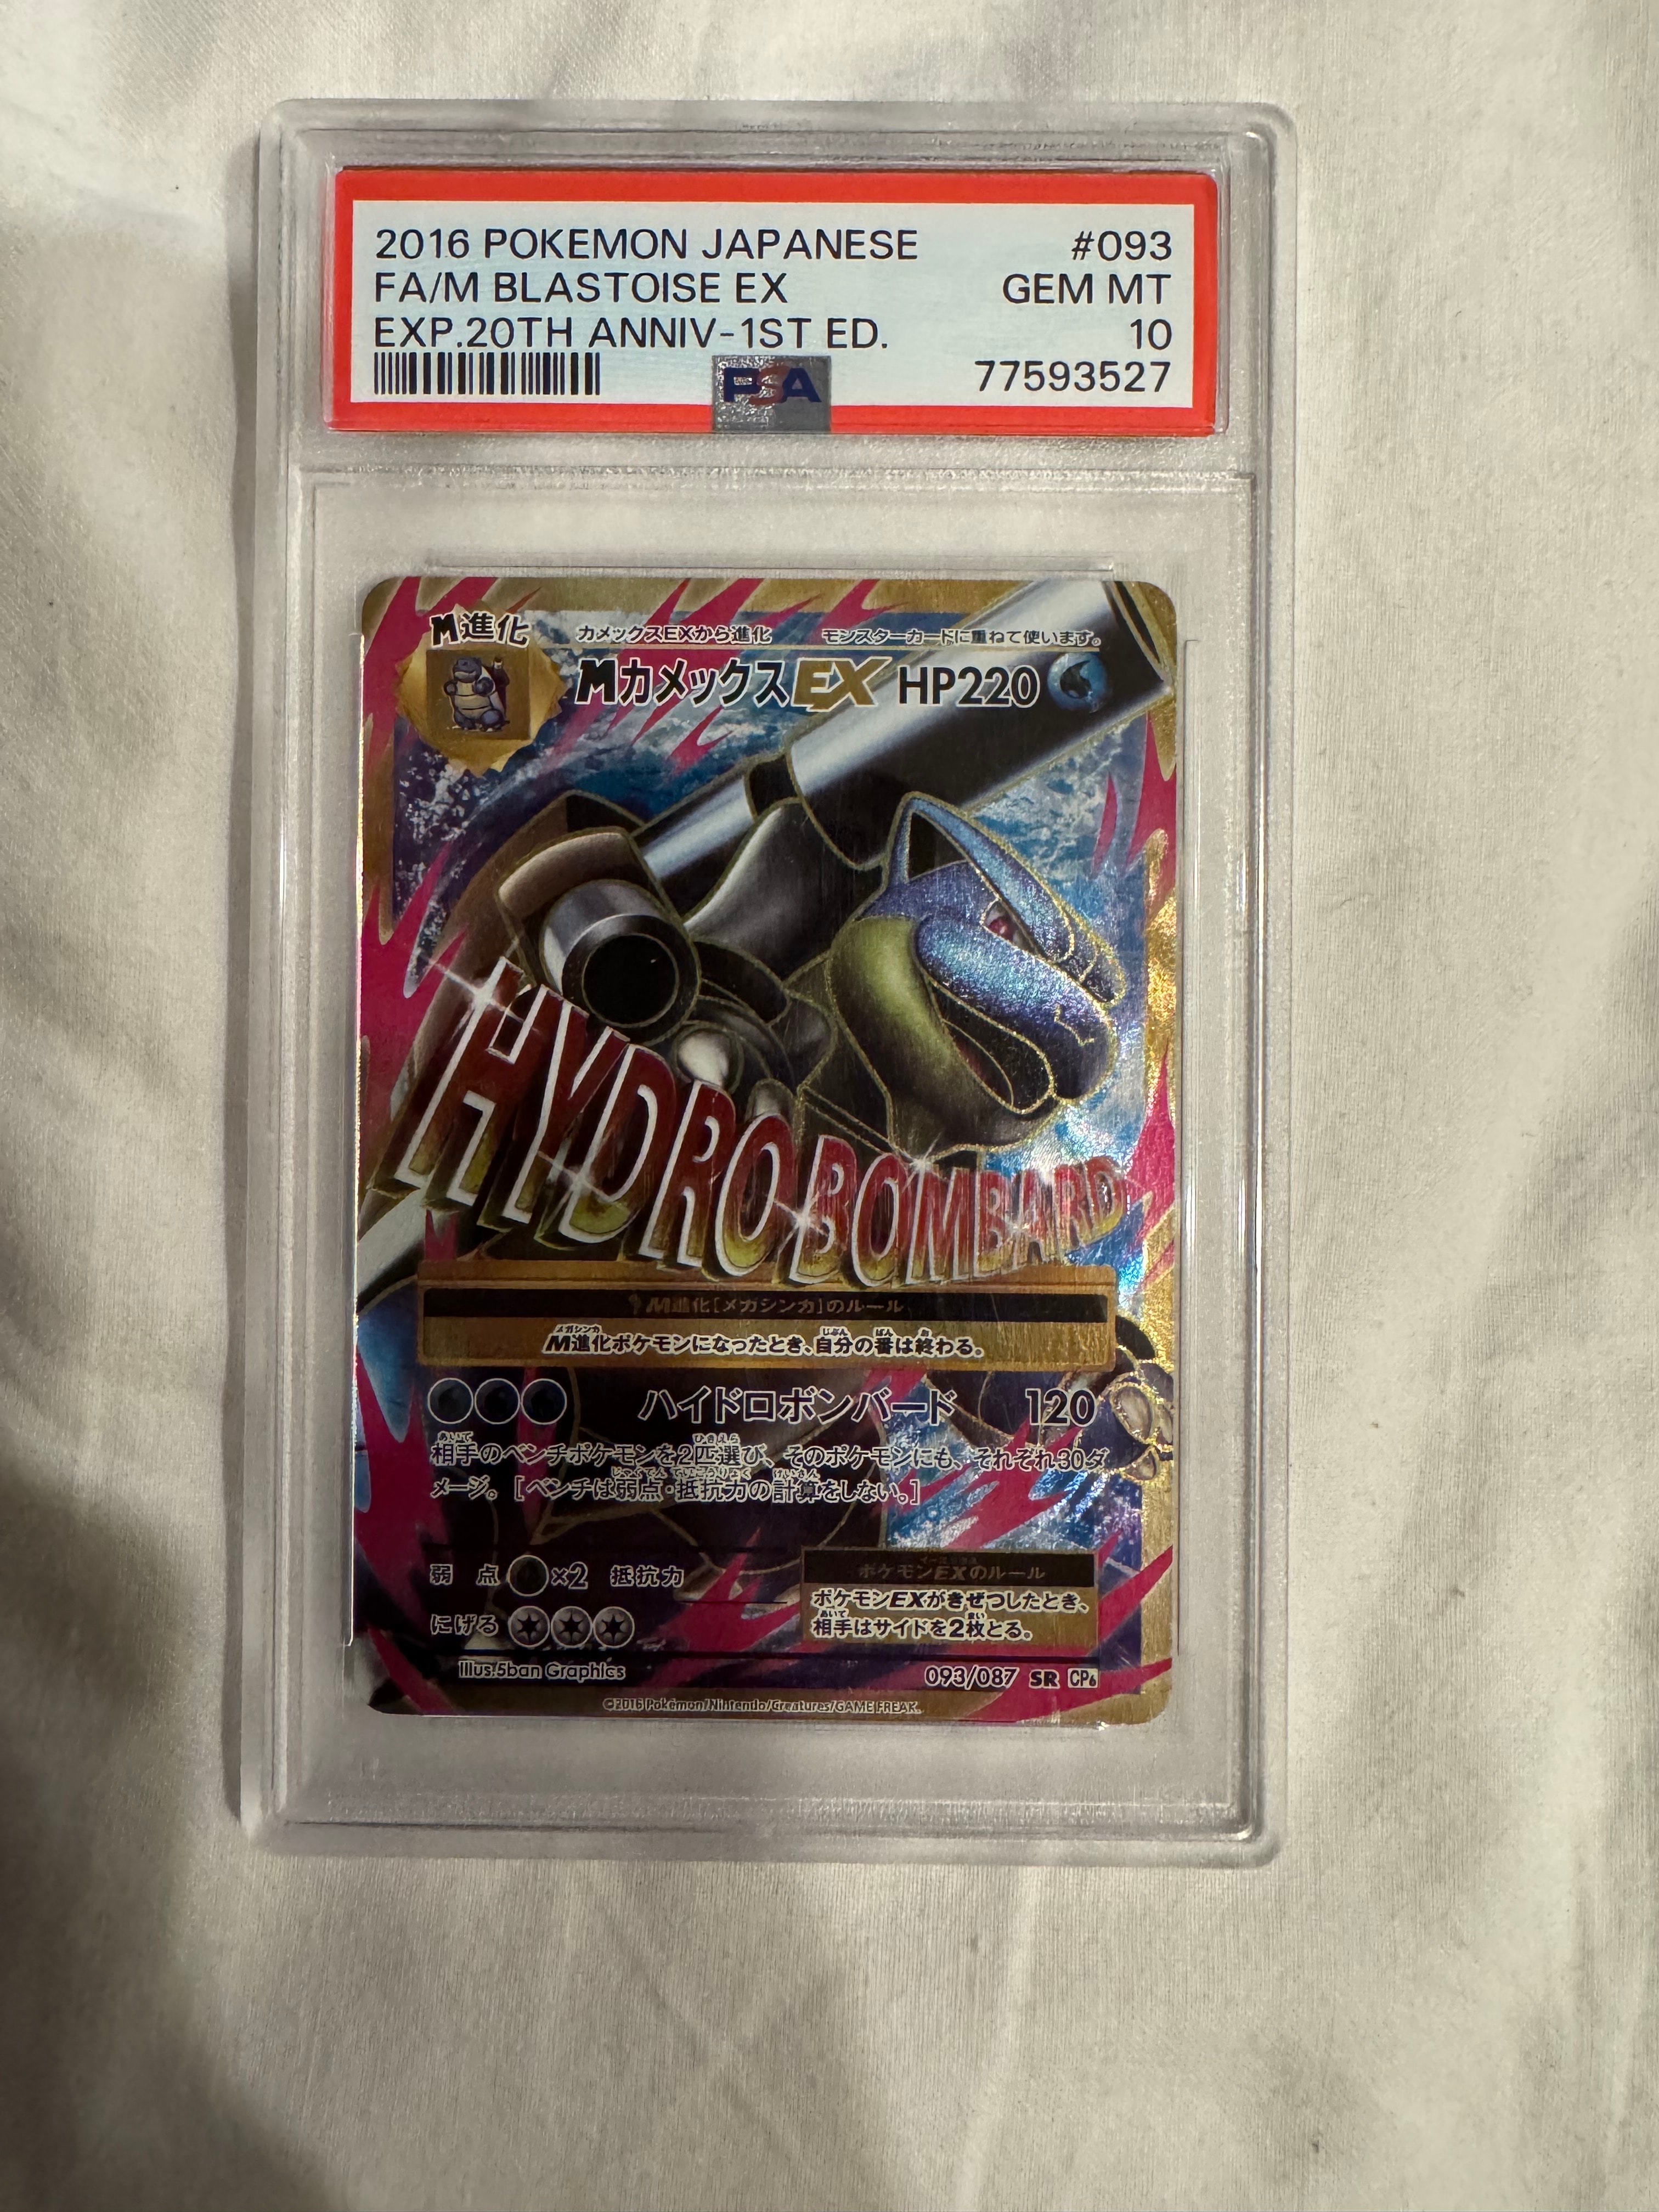 2016 POKEMON JAPANESE #093
FA/M BLASTOISE EX GEM MT
EXP.20TH ANNIV-1ST ED. 10
PSA 77593527
M進化 カメックスEXから進化 モンスターカードに重ねて使います。
MカメックスEX HP220
HYDRO BOMBARD
M進化[メガシンカ]のルール
M進化ポケモンになったとき、自分の番は終わる。
ハイドロボンバード 120
相手のベンチポケモンを2匹選び、そのポケモンにも、それぞれ30ダ
メージ。[ベンチは弱点・抵抗力の計算をしない。]
弱点 ×2 抵抗力
にげる
ポケモンEXのルール
ポケモンEXがきぜつしたとき、
相手はサイドを2枚とる。
Illus.5ban Graphics
093/087 SR CP6
©2016 Pokémon/Nintendo/Creatures/GAME FREAK.